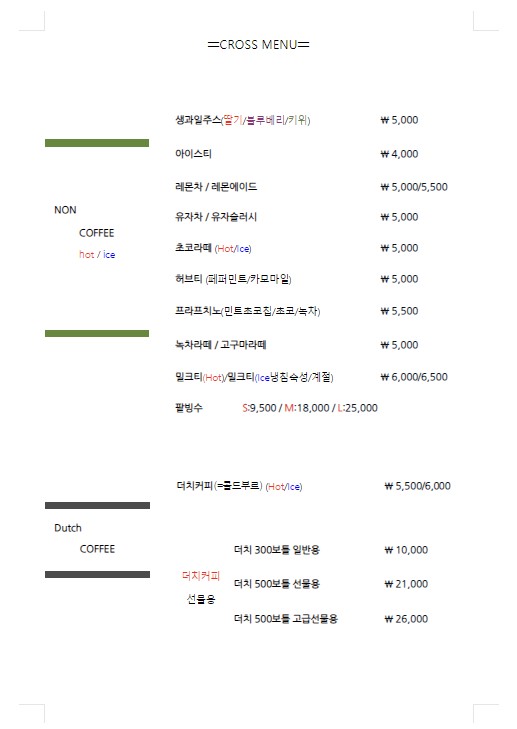 =CROSS MENU=
생과일주스(딸기/블루베리/키위) ₩ 5,000
아이스티 ₩ 4,000
레몬차 / 레몬에이드 ₩ 5,000/5,500
NON
COFFEE
hot / ice
유자차 / 유자슬러시 ₩ 5,000
초코라떼 (Hot/Ice) ₩ 5,000
허브티 (페퍼민트/카모마일) ₩ 5,000
프라프치노(민트초코칩/초코/녹차) ₩ 5,500
녹차라떼 / 고구마라떼 ₩ 5,000
밀크티(Hot)/밀크티(Ice냉침숙성/계절) ₩ 6,000/6,500
팥빙수 S:9,500 / M:18,000 / L:25,000
더치커피(=콜드부르) (Hot/Ice) ₩ 5,500/6,000
Dutch
COFFEE
더치커피
선물용
더치 300보틀 일반용 ₩ 10,000
더치 500보틀 선물용 ₩ 21,000
더치 500보틀 고급선물용 ₩ 26,000